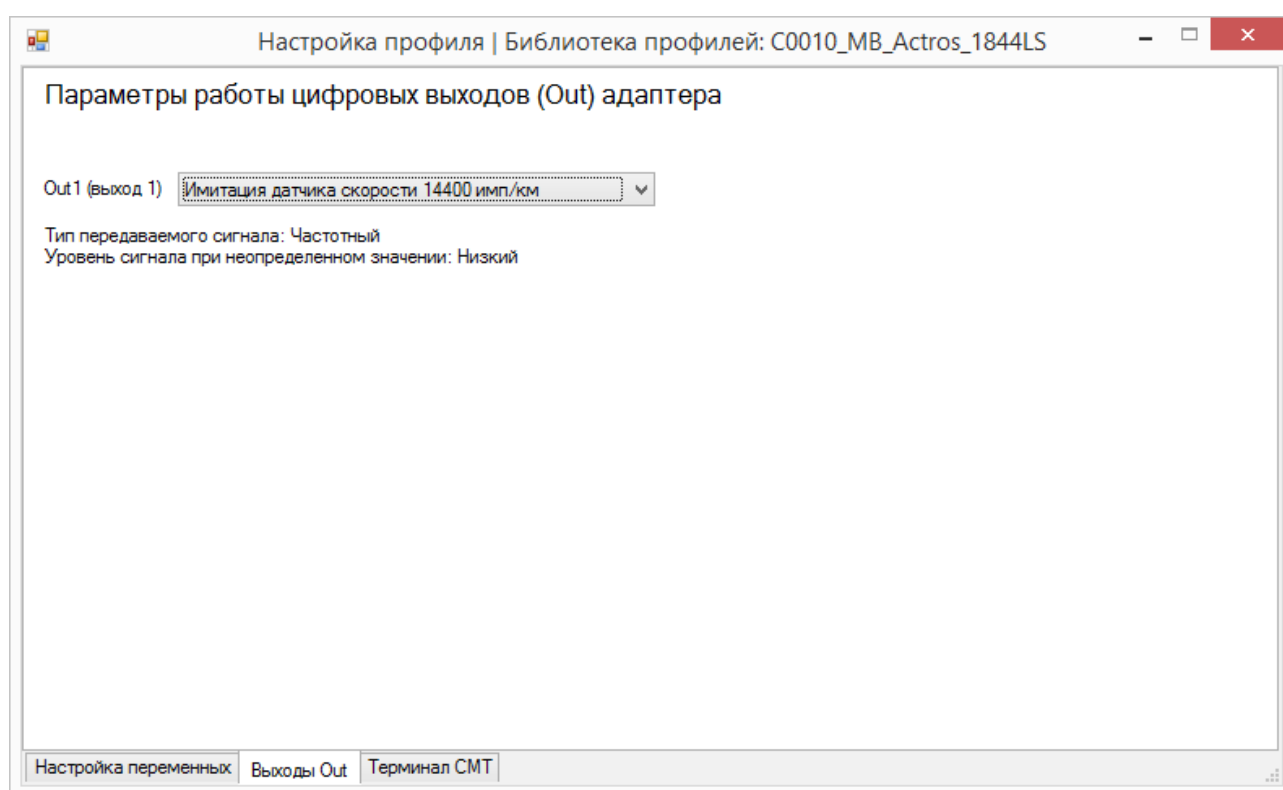 Настройка профиля | Библиотека профилей: C0010_MB_Actros_1844LS
Параметры работы цифровых выходов (Out) адаптера
Out1 (выход 1) Имитация датчика скорости 14400 имп/км
Тип передаваемого сигнала: Частотный
Уровень сигнала при неопределенном значении: Низкий
Настройка переменных Выходы Out Терминал СМТ